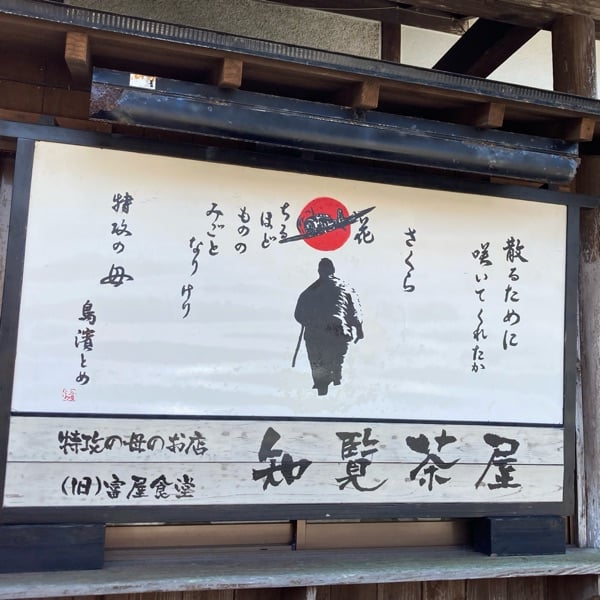 散るために
咲いてくれたか
さくら
花
ちる
ほど
ものの
みごと
なり けり
特攻の母
鳥濱とめ
特攻の母のお店
(旧)富屋食堂
知覧茶屋